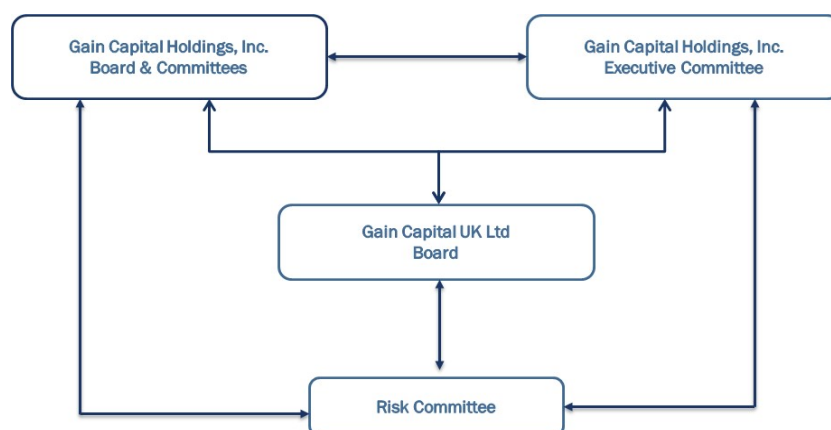 Gain Capital Holdings, Inc.
Board & Committees
Gain Capital Holdings, Inc.
Executive Committee
Gain Capital UK Ltd
Board
Risk Committee